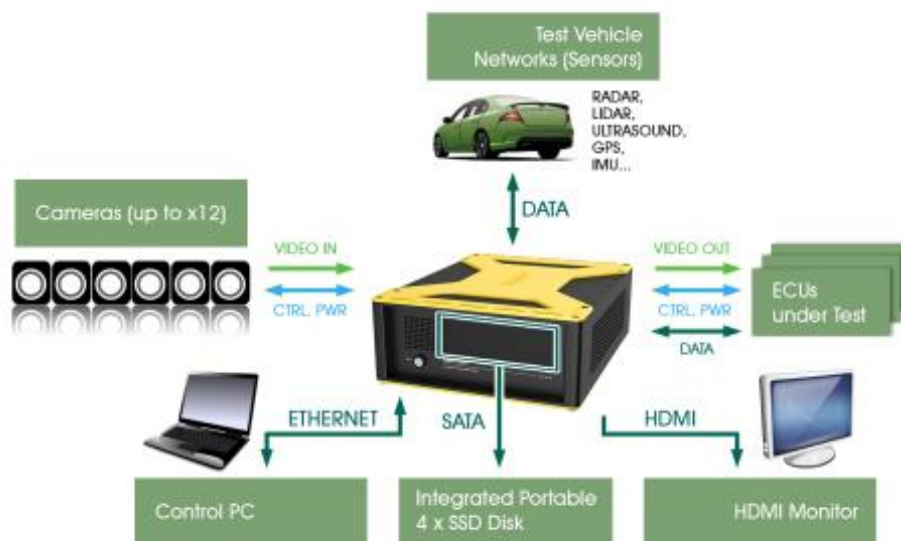 Test Vehicle
Networks (Sensors)
RADAR,
LIDAR,
ULTRASOUND,
GPS,
IMU...
DATA
Cameras (up to x12)
VIDEO IN
CTRL, PWR
VIDEO OUT
CTRL, PWR
DATA
ECUs
under Test
ETHERNET
SATA
HDMI
Control PC
Integrated Portable
4 x SSD Disk
HDMI Monitor